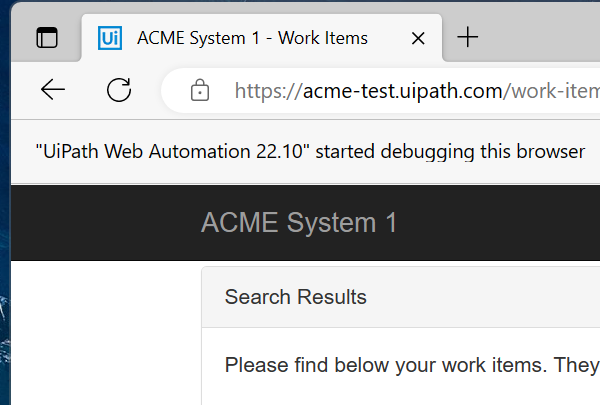 Ui ACME System 1 - Work Items
https://acme-test.uipath.com/work-item
"UiPath Web Automation 22.10" started debugging this browser
ACME System 1
Search Results
Please find below your work items. They